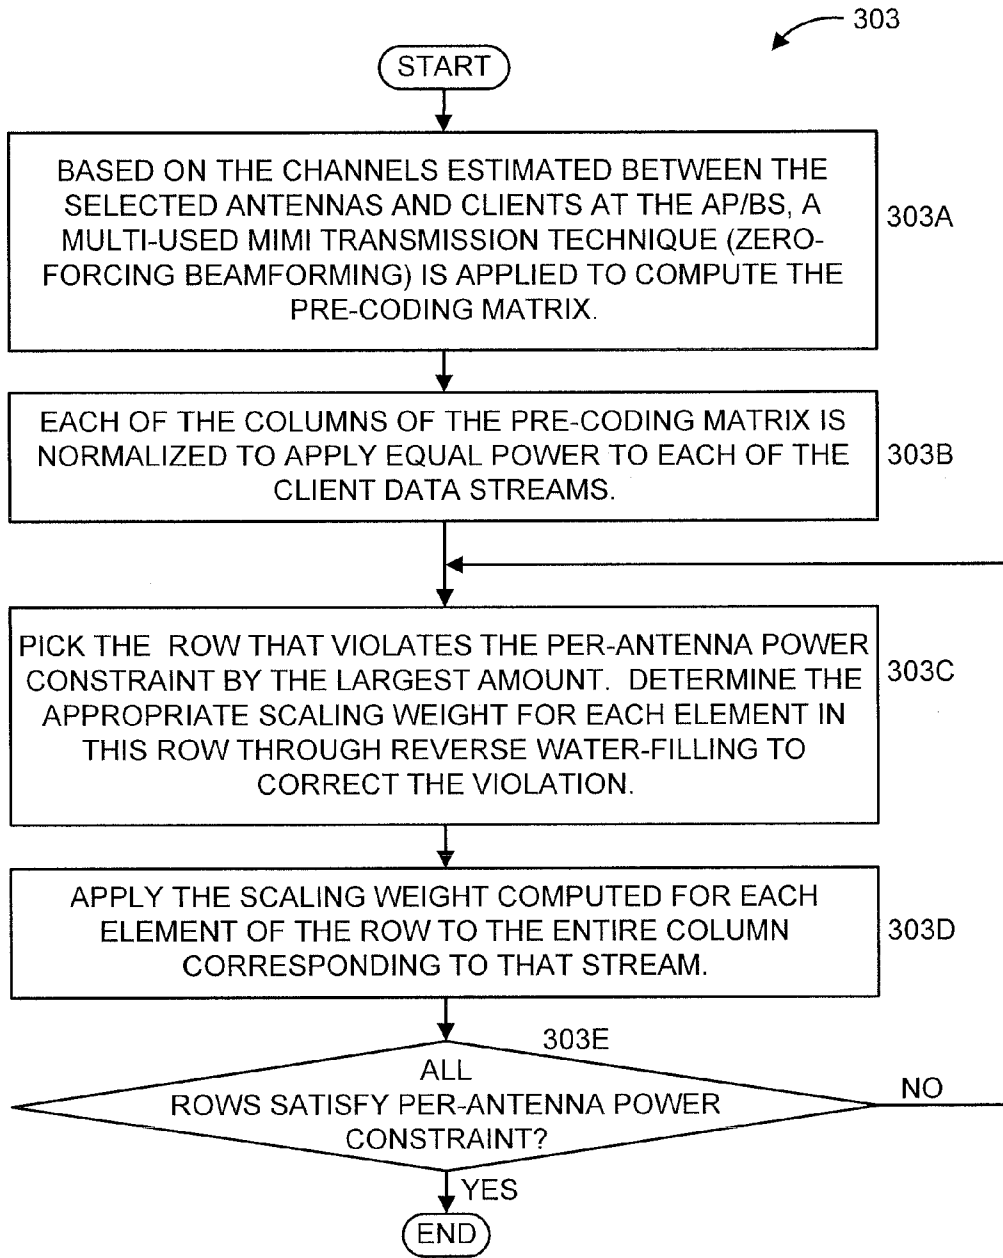 303
START
BASED ON THE CHANNELS ESTIMATED BETWEEN THE
SELECTED ANTENNAS AND CLIENTS AT THE AP/BS, A
MULTI-USED MIMI TRANSMISSION TECHNIQUE (ZERO-
FORCING BEAMFORMING) IS APPLIED TO COMPUTE THE
PRE-CODING MATRIX.
303A
EACH OF THE COLUMNS OF THE PRE-CODING MATRIX IS
NORMALIZED TO APPLY EQUAL POWER TO EACH OF THE
CLIENT DATA STREAMS.
303B
PICK THE ROW THAT VIOLATES THE PER-ANTENNA POWER
CONSTRAINT BY THE LARGEST AMOUNT. DETERMINE THE
APPROPRIATE SCALING WEIGHT FOR EACH ELEMENT IN
THIS ROW THROUGH REVERSE WATER-FILLING TO
CORRECT THE VIOLATION.
303C
APPLY THE SCALING WEIGHT COMPUTED FOR EACH
ELEMENT OF THE ROW TO THE ENTIRE COLUMN
CORRESPONDING TO THAT STREAM.
303D
303E
ALL
ROWS SATISFY PER-ANTENNA POWER
CONSTRAINT?
NO
YES
END